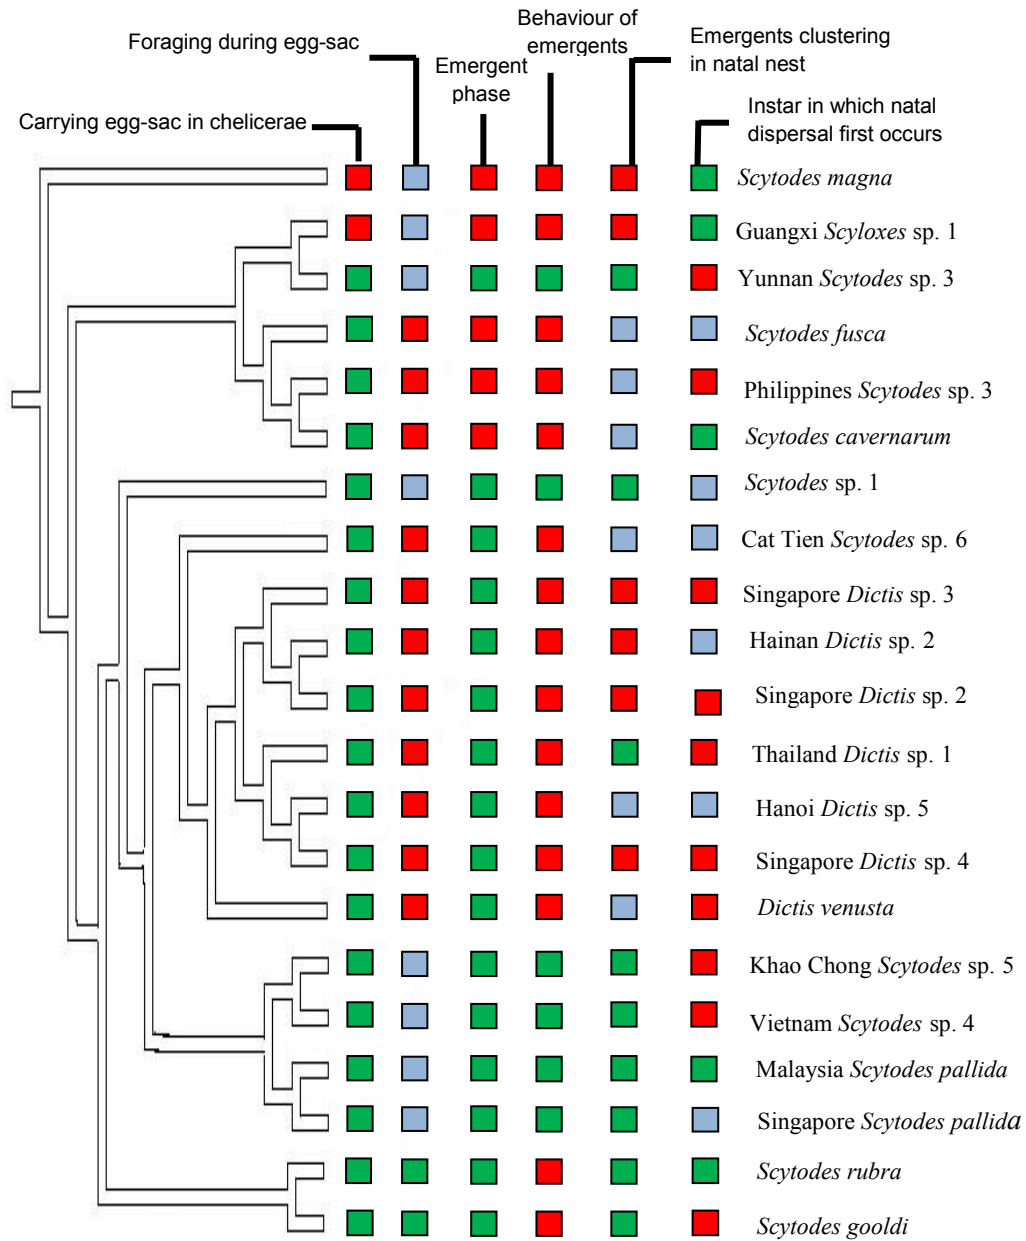 Behaviour of
emergents
Foraging during egg-sac
Emergents clustering
in natal nest
Emergent
phase
Carrying egg-sac in chelicerae
Instar in which natal
dispersal first occurs
Scytodes magna
Guangxi Scyloxes sp. 1
Yunnan Scytodes sp. 3
Scytodes fusca
Philippines Scytodes sp. 3
Scytodes cavernarum
Scytodes sp. 1
Cat Tien Scytodes sp. 6
Singapore Dictis sp. 3
Hainan Dictis sp. 2
Singapore Dictis sp. 2
Thailand Dictis sp. 1
Hanoi Dictis sp. 5
Singapore Dictis sp. 4
Dictis venusta
Khao Chong Scytodes sp. 5
Vietnam Scytodes sp. 4
Malaysia Scytodes pallida
Singapore Scytodes pallida
Scytodes rubra
Scytodes gooldi